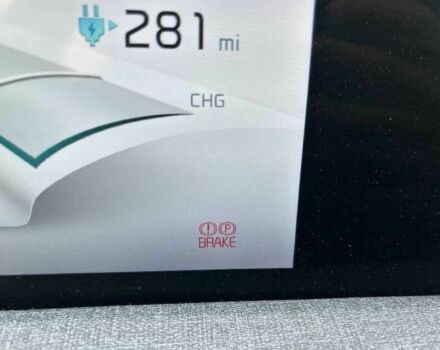 281 mi
CHG
(!) (P)
BRAKE